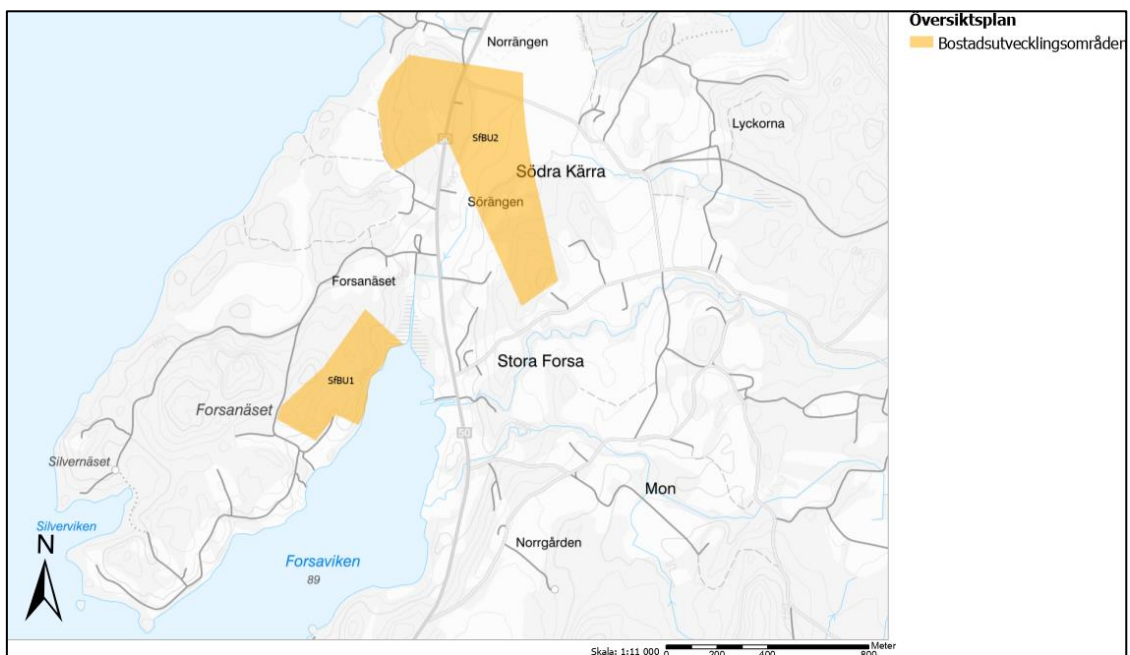 Översiktsplan
Bostadsutvecklingsområden
Norrängen
Lyckorna
SfBU2
Södra Kärra
Sörängen
Forsanäset
Stora Forsa
SfBU1
Forsanäset
50
Silvernäset
Mon
Silverviken
N
Norrgården
Forsaviken
89
Skala: 1:11 000
0 200 400 800
Meter